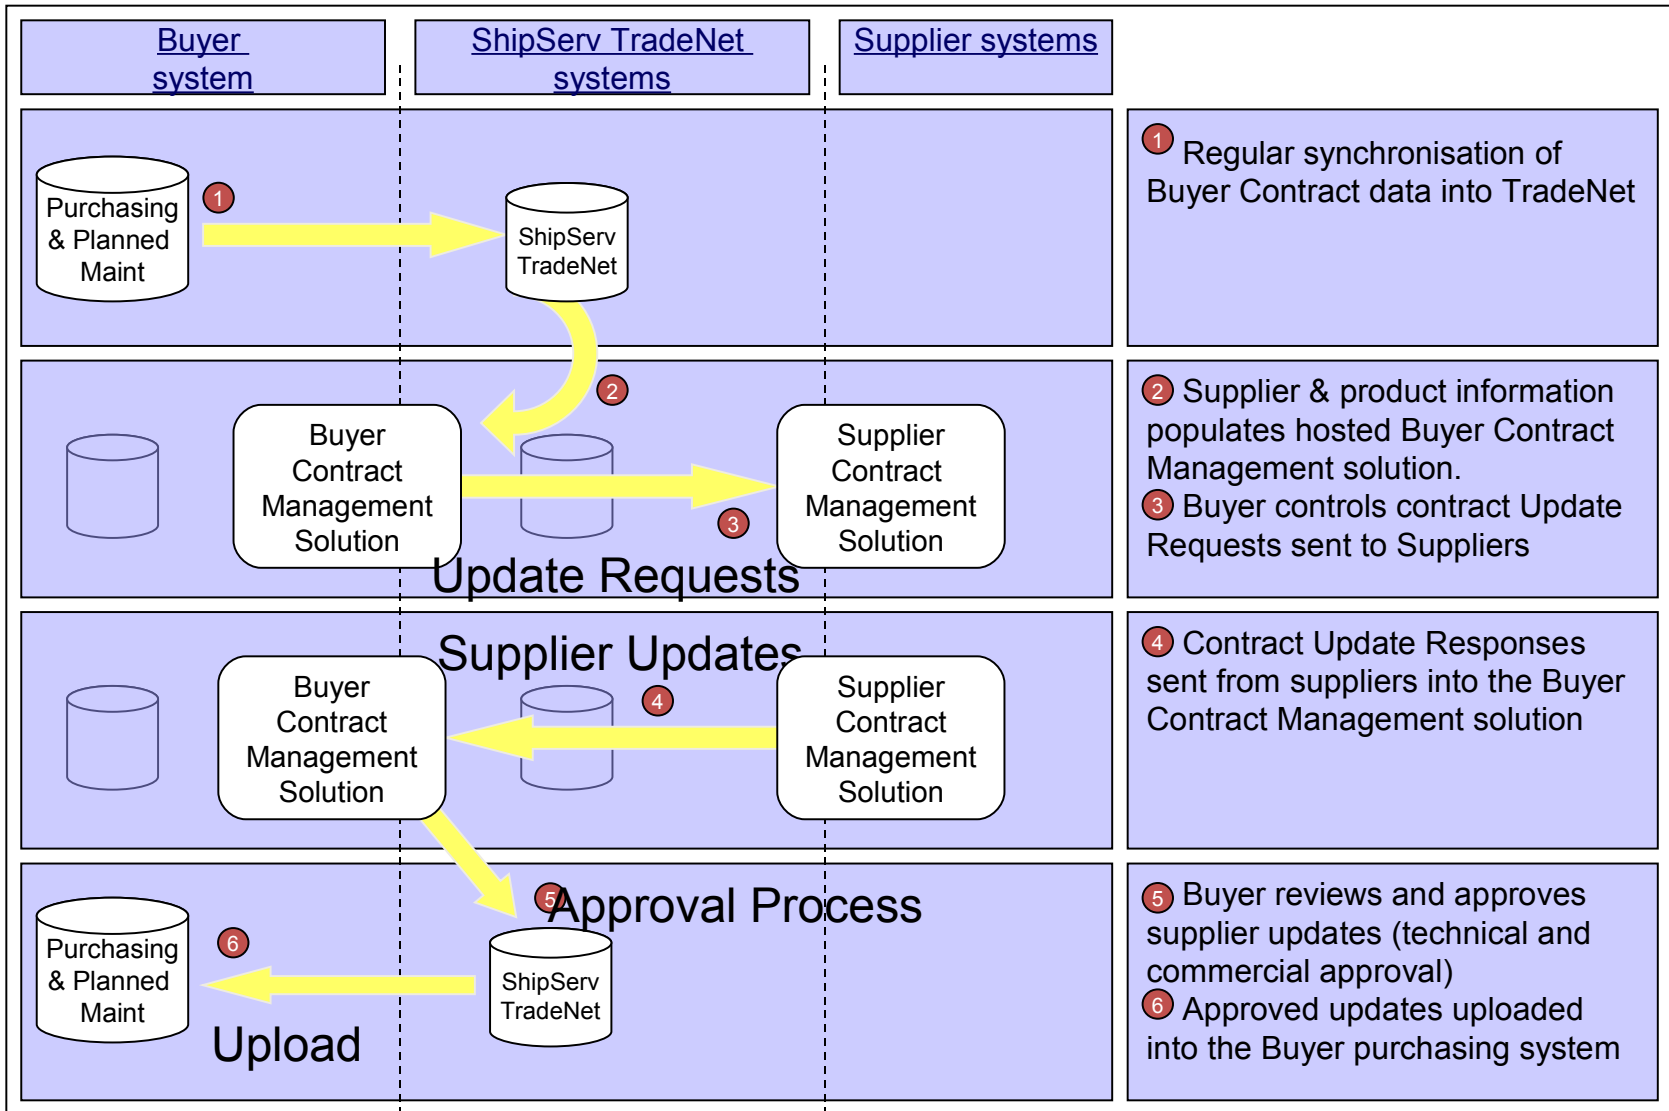 Buyer
system
ShipServ TradeNet
systems
Supplier systems
Purchasing
& Planned
Maint
1
ShipServ
TradeNet
1 Regular synchronisation of
Buyer Contract data into TradeNet
2
Buyer
Contract
Management
Solution
3
Supplier
Contract
Management
Solution
Update Requests
2 Supplier & product information
populates hosted Buyer Contract
Management solution.
3 Buyer controls contract Update
Requests sent to Suppliers
Supplier Updates
Buyer
Contract
Management
Solution
4
Supplier
Contract
Management
Solution
4 Contract Update Responses
sent from suppliers into the Buyer
Contract Management solution
5
Approval Process
Purchasing
& Planned
Maint
6
ShipServ
TradeNet
Upload
5 Buyer reviews and approves
supplier updates (technical and
commercial approval)
6 Approved updates uploaded
into the Buyer purchasing system